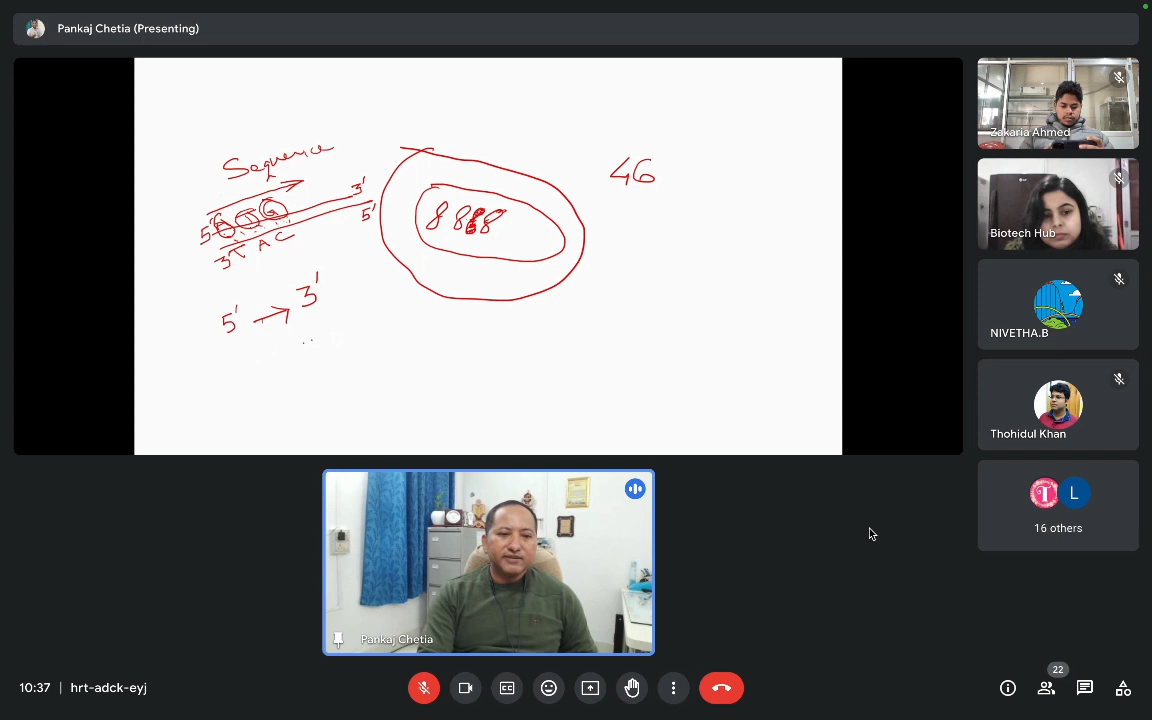 Pankaj Chetia (Presenting)
Sequence
46
3'
5'
5' A T G
3' T A C
5' → 3'
Zakaria Ahmed
Biotech Hub
NIVETHA.B
Thohidul Khan
T L
16 others
Pankaj Chetia
10:37 | hrt-adck-eyj
22